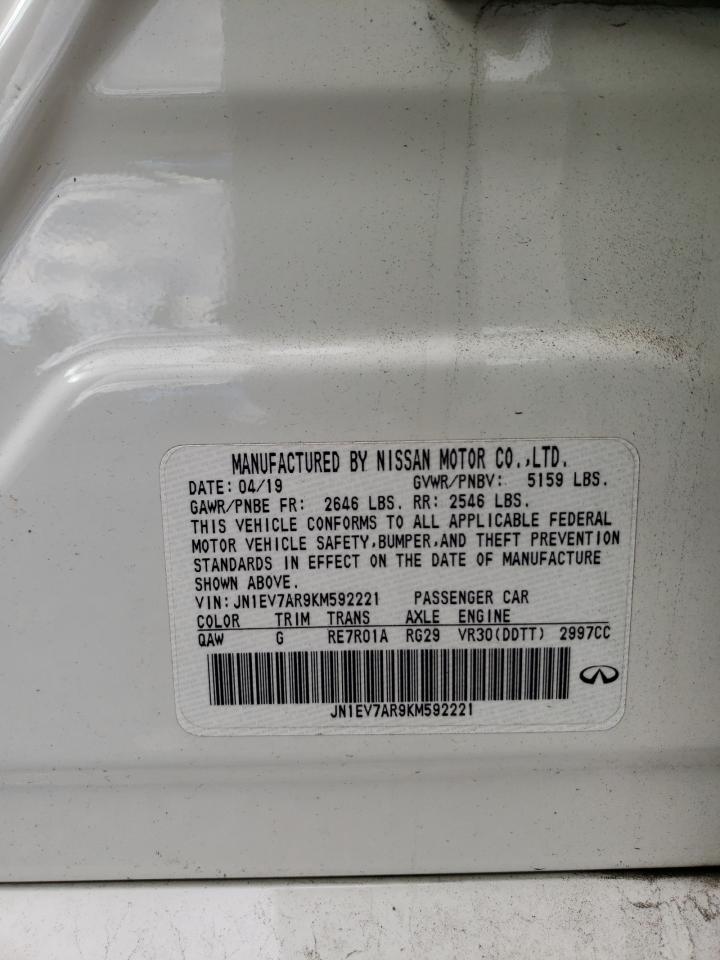 MANUFACTURED BY NISSAN MOTOR CO.,LTD.
DATE: 04/19 GVWR/PNBV: 5159 LBS.
GAWR/PNBE FR: 2646 LBS. RR: 2546 LBS.
THIS VEHICLE CONFORMS TO ALL APPLICABLE FEDERAL
MOTOR VEHICLE SAFETY,BUMPER,AND THEFT PREVENTION
STANDARDS IN EFFECT ON THE DATE OF MANUFACTURE
SHOWN ABOVE.
VIN: JN1EV7AR9KM592221 PASSENGER CAR
COLOR TRIM TRANS AXLE ENGINE
QAW G RE7R01A RG29 VR30(DDTT) 2997CC
JN1EV7AR9KM592221